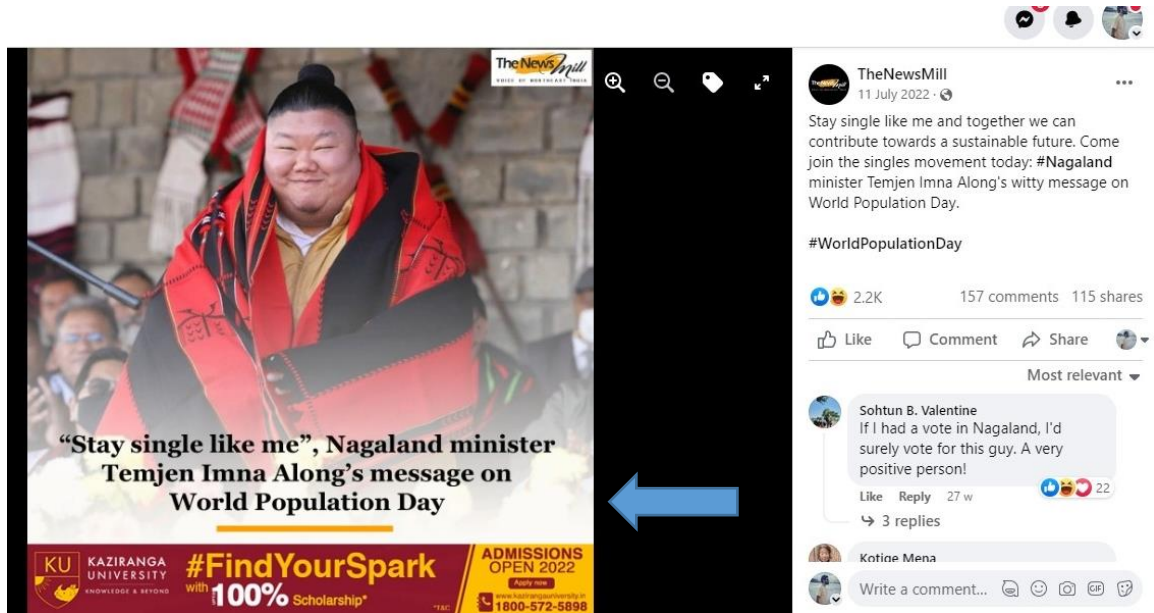 The News Mill
VOICE OF NORTHEAST INDIA
“Stay single like me”, Nagaland minister
Temjen Imna Along’s message on
World Population Day
KU
KAZIRANGA
UNIVERSITY
KNOWLEDGE & BEYOND
#FindYourSpark
with 100% Scholarship*
*T&C
ADMISSIONS
OPEN 2022
Apply now
www.kazirangauniversity.in
1800-572-5898
TheNewsMill
11 July 2022 ·
Stay single like me and together we can
contribute towards a sustainable future. Come
join the singles movement today: #Nagaland
minister Temjen Imna Along's witty message on
World Population Day.
#WorldPopulationDay
2.2K 157 comments 115 shares
Like Comment Share
Most relevant
Sohtun B. Valentine
If I had a vote in Nagaland, I'd
surely vote for this guy. A very
positive person!
22
Like Reply 27 w
3 replies
Kotige Mena
Write a comment...
GIF